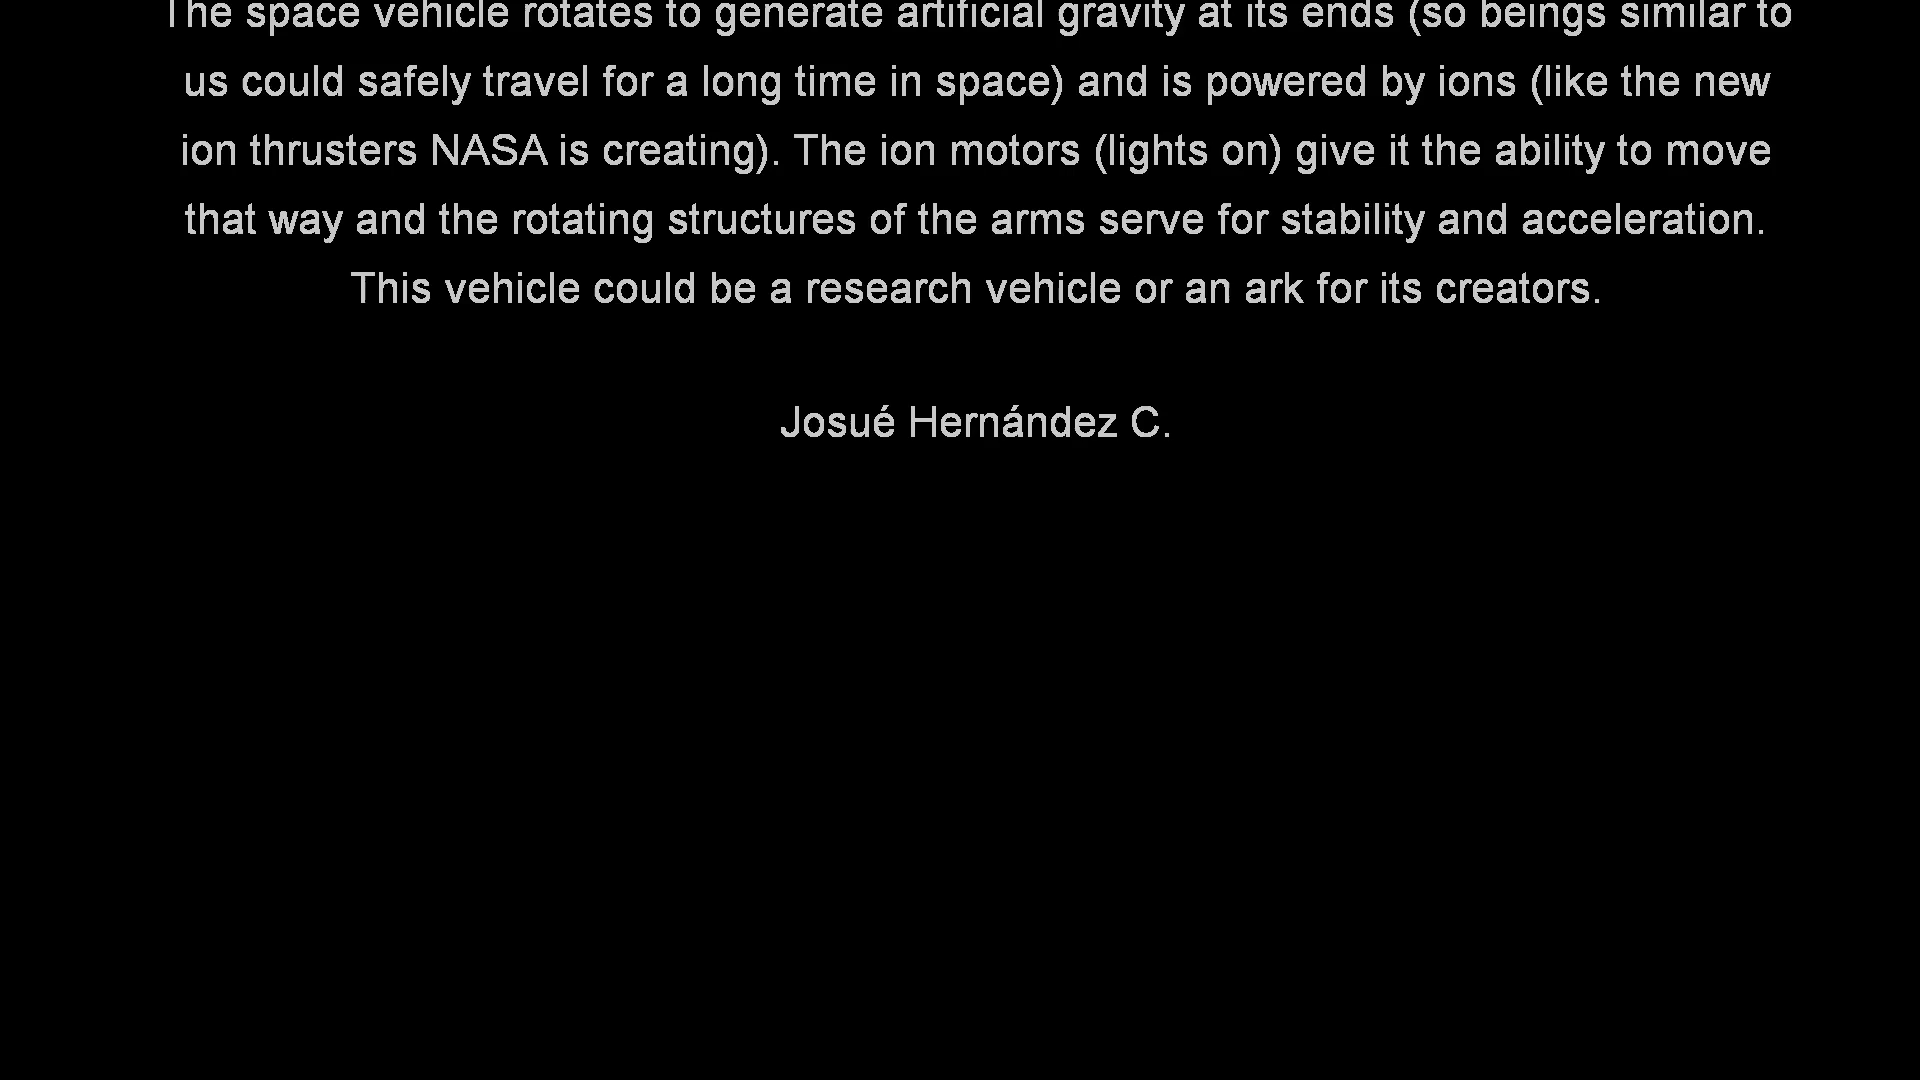 The space vehicle rotates to generate artificial gravity at its ends (so beings similar to
us could safely travel for a long time in space) and is powered by ions (like the new
ion thrusters NASA is creating). The ion motors (lights on) give it the ability to move
that way and the rotating structures of the arms serve for stability and acceleration.
This vehicle could be a research vehicle or an ark for its creators.
Josué Hernández C.